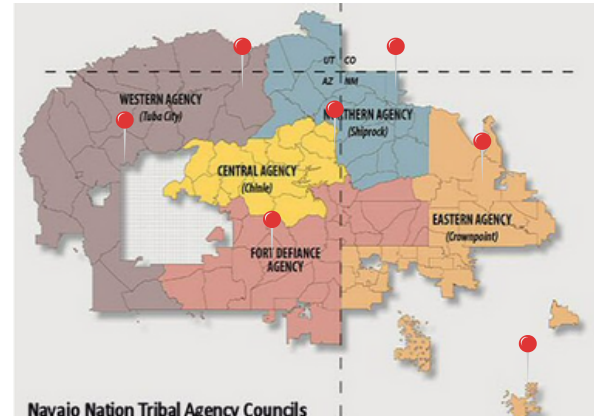 UT CO
AZ NM
WESTERN AGENCY
(Tuba City)
NORTHERN AGENCY
(Shiprock)
CENTRAL AGENCY
(Chinle)
EASTERN AGENCY
(Crownpoint)
FORT DEFIANCE
AGENCY
Navajo Nation Tribal Agency Councils